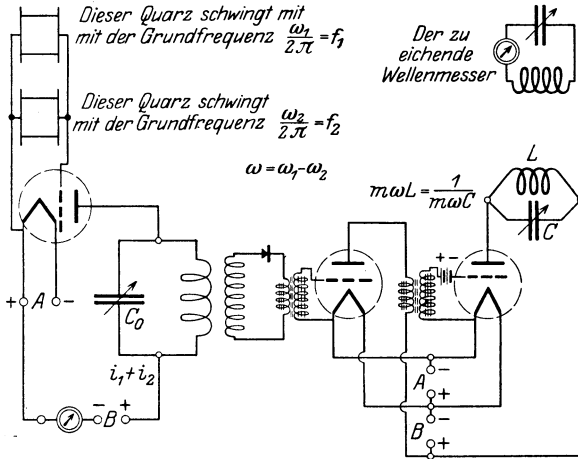 Dieser Quarz schwingt mit
mit der Grundfrequenz ω₁/2π = f₁
Der zu
eichende
Wellenmesser
Dieser Quarz schwingt
mit der Grundfrequenz ω₂/2π = f₂
ω = ω₁-ω₂
mωL = 1/mωC
L
C
+ A -
C₀
+ -
i₁ + i₂
A -
+
B -
+
- B +